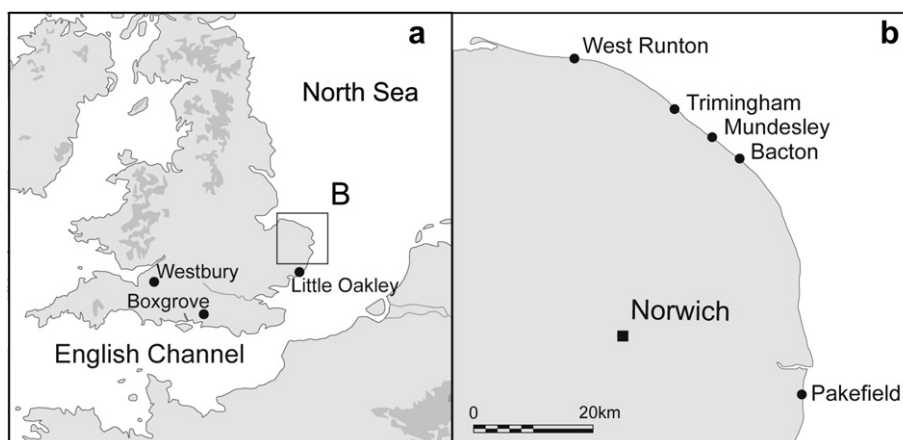 a
North Sea
B
Westbury
Little Oakley
Boxgrove
English Channel
b
West Runton
Trimingham
Mundesley
Bacton
Norwich
Pakefield
0
20km